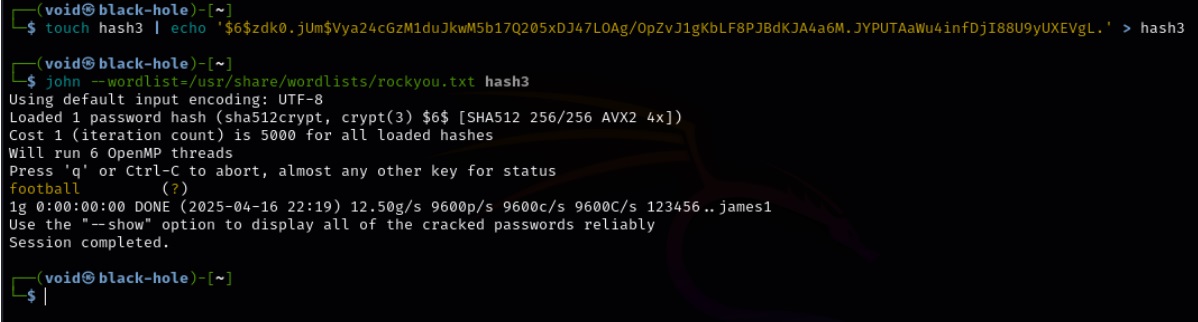 ┌──(void㉿black-hole)-[~]
└─$ touch hash3 | echo '$6$zdk0.jUm$Vya24cGzM1duJkwM5b17Q205xDJ47LOAg/OpZvJ1gKbLF8PJBdKJA4a6M.JYPUTAaWu4infDjI88U9yUXEVgL.' > hash3
┌──(void㉿black-hole)-[~]
└─$ john --wordlist=/usr/share/wordlists/rockyou.txt hash3
Using default input encoding: UTF-8
Loaded 1 password hash (sha512crypt, crypt(3) $6$ [SHA512 256/256 AVX2 4x])
Cost 1 (iteration count) is 5000 for all loaded hashes
Will run 6 OpenMP threads
Press 'q' or Ctrl-C to abort, almost any other key for status
football         (?)
1g 0:00:00:00 DONE (2025-04-16 22:19) 12.50g/s 9600p/s 9600c/s 9600C/s 123456..james1
Use the "--show" option to display all of the cracked passwords reliably
Session completed.
┌──(void㉿black-hole)-[~]
└─$